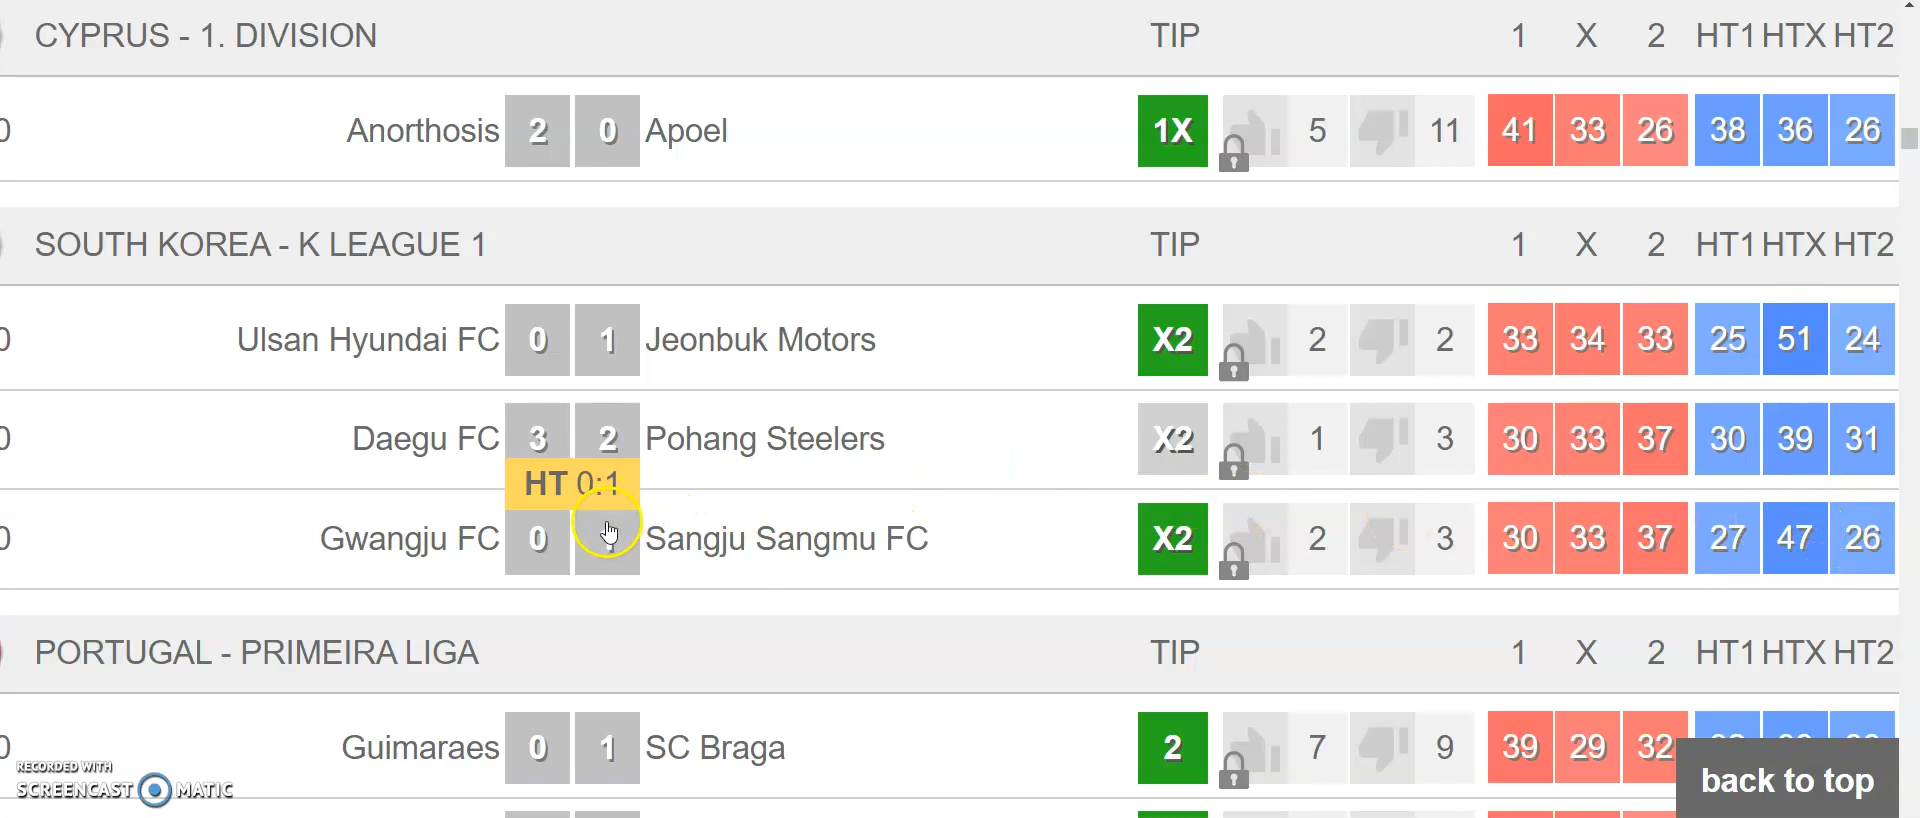 CYPRUS - 1. DIVISION TIP 1 X 2 HT1 HTX HT2
0 Anorthosis 2 0 Apoel 1X 5 11 41 33 26 38 36 26
SOUTH KOREA - K LEAGUE 1 TIP 1 X 2 HT1 HTX HT2
0 Ulsan Hyundai FC 0 1 Jeonbuk Motors X2 2 2 33 34 33 25 51 24
0 Daegu FC 3 2 Pohang Steelers X2 1 3 30 33 37 30 39 31
HT 0:1
0 Gwangju FC 0 Sangju Sangmu FC X2 2 3 30 33 37 27 47 26
PORTUGAL - PRIMEIRA LIGA TIP 1 X 2 HT1 HTX HT2
0 Guimaraes 0 1 SC Braga 2 7 9 39 29 32
back to top
RECORDED WITH
SCREENCAST MATIC